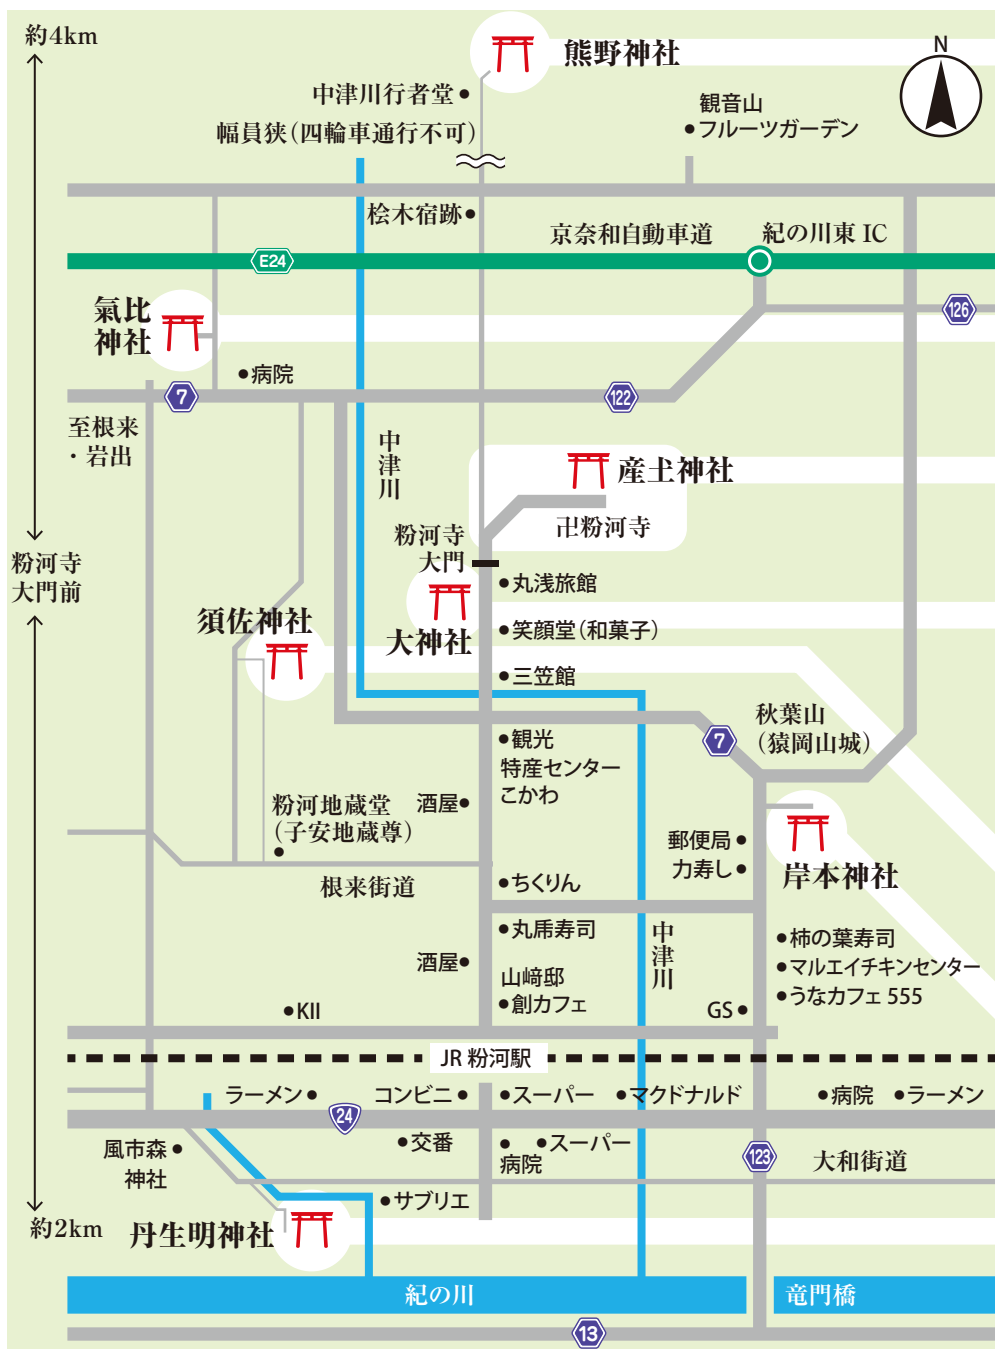 約4km
熊野神社
N
中津川行者堂
幅員狭（四輪車通行不可）
観音山
フルーツガーデン
桧木宿跡
京奈和自動車道
紀の川東 IC
E24
氣比
神社
126
病院
7
122
至根来
・岩出
中津川
産土神社
卍粉河寺
粉河寺
大門
粉河寺
大門前
丸浅旅館
須佐神社
大神社
笑顔堂（和菓子）
三笠館
秋葉山
（猿岡山城）
7
観光
特産センター
こかわ
粉河地蔵堂
（子安地蔵尊）
酒屋
郵便局
力寿し
岸本神社
根来街道
ちくりん
丸甭寿司
中津川
柿の葉寿司
マルエイチキンセンター
うなカフェ 555
酒屋
山﨑邸
創カフェ
KII
GS
JR 粉河駅
ラーメン
コンビニ
スーパー
マクドナルド
病院
ラーメン
24
風市森
神社
交番
スーパー
病院
123
大和街道
サブリエ
約2km
丹生明神社
紀の川
竜門橋
13